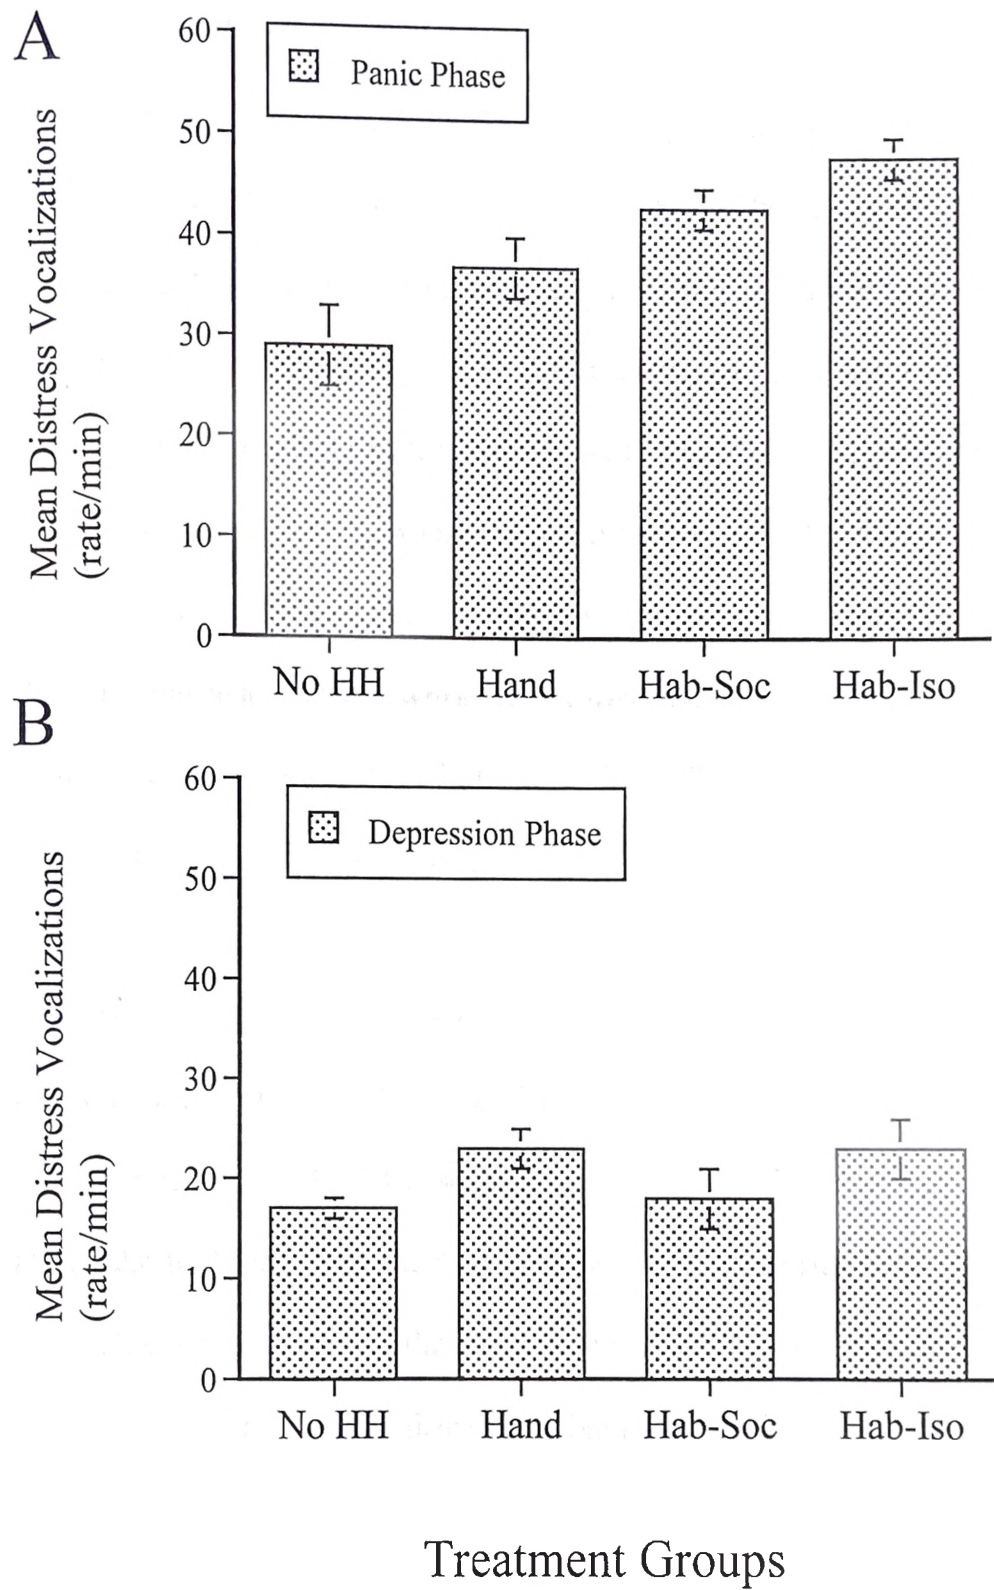 A
60
Panic Phase
50
40
30
20
10
0
Mean Distress Vocalizations
(rate/min)
No HH Hand Hab-Soc Hab-Iso
B
60
Depression Phase
50
40
30
20
10
0
Mean Distress Vocalizations
(rate/min)
No HH Hand Hab-Soc Hab-Iso
Treatment Groups